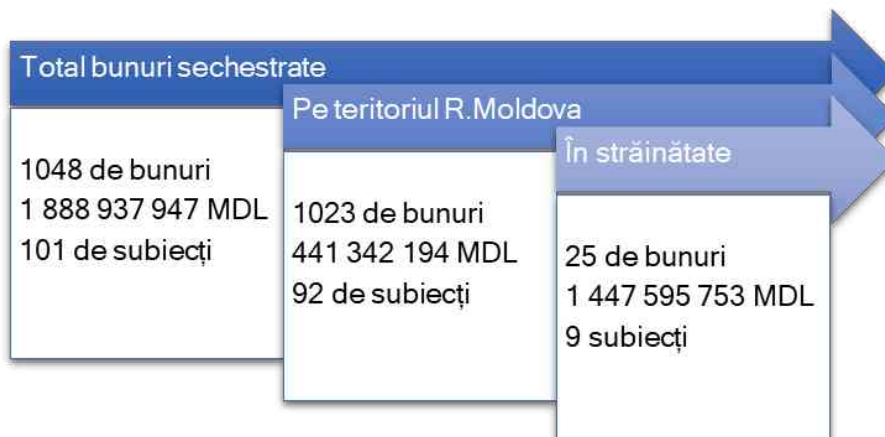 Total bunuri sechestrate
1048 de bunuri
1 888 937 947 MDL
101 de subiecți
Pe teritoriul R.Moldova
1023 de bunuri
441 342 194 MDL
92 de subiecți
În străinătate
25 de bunuri
1 447 595 753 MDL
9 subiecți